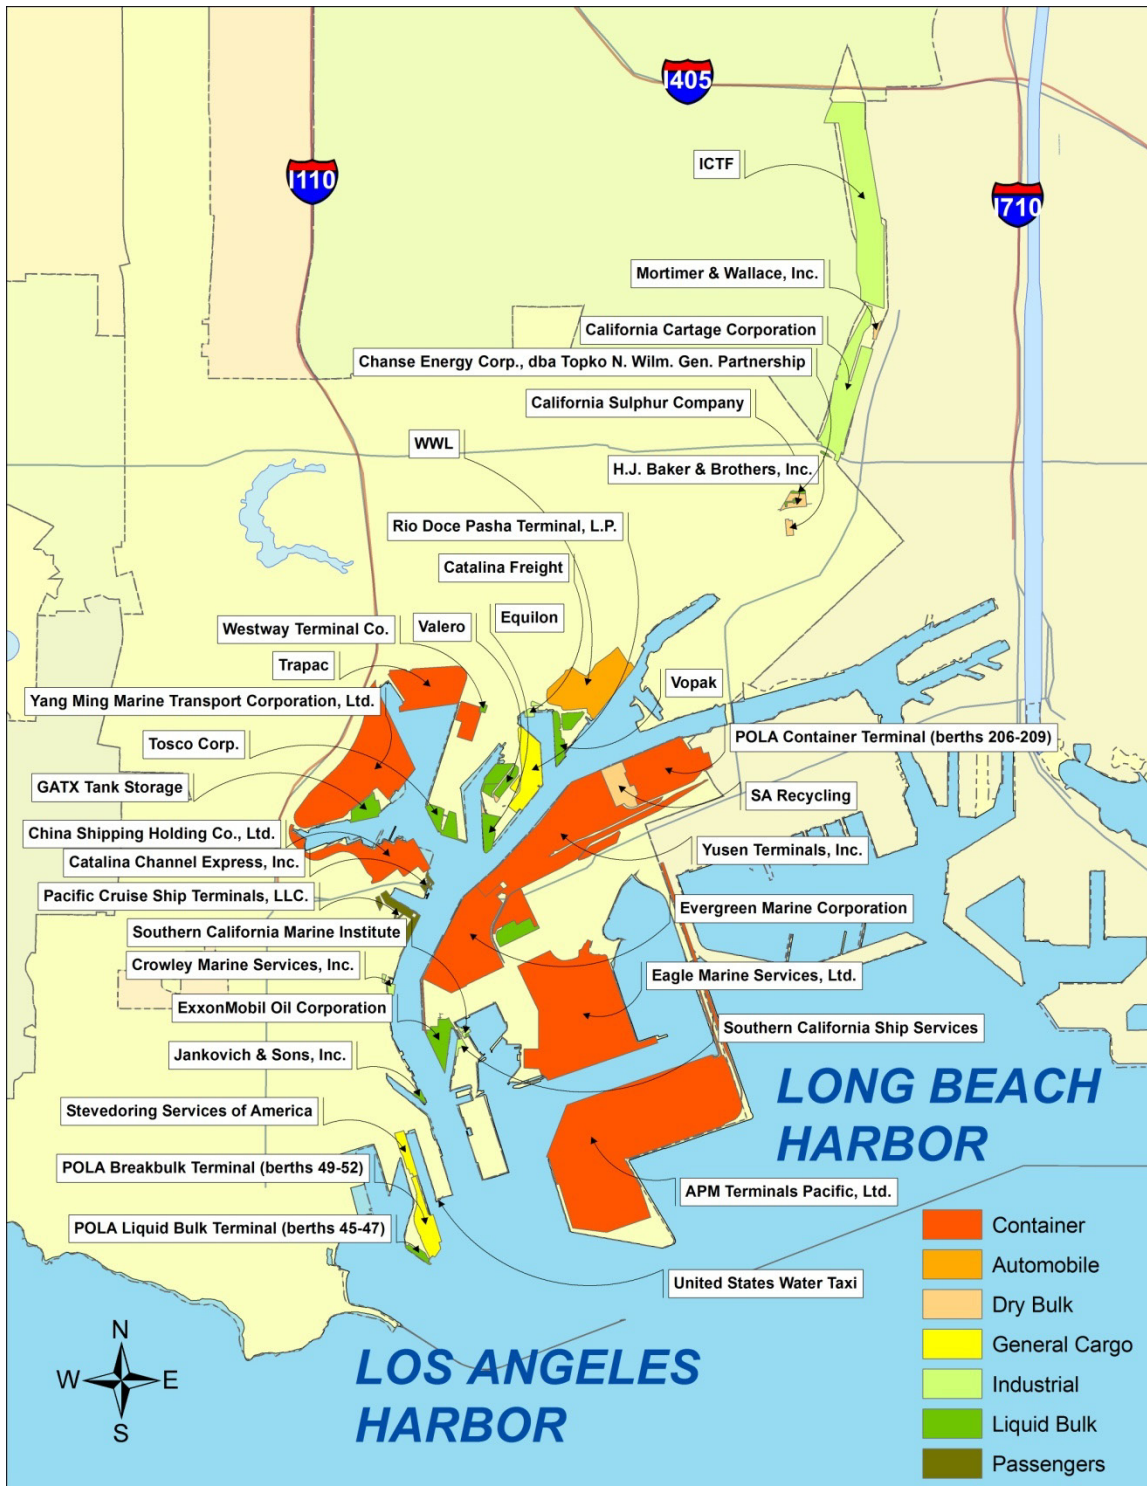 I405
I110
ICTF
I710
Mortimer & Wallace, Inc.
California Cartage Corporation
Chanse Energy Corp., dba Topko N. Wilm. Gen. Partnership
California Sulphur Company
WWL
H.J. Baker & Brothers, Inc.
Rio Doce Pasha Terminal, L.P.
Catalina Freight
Equilon
Valero
Westway Terminal Co.
Trapac
Vopak
Yang Ming Marine Transport Corporation, Ltd.
POLA Container Terminal (berths 206-209)
Tosco Corp.
GATX Tank Storage
SA Recycling
China Shipping Holding Co., Ltd.
Yusen Terminals, Inc.
Catalina Channel Express, Inc.
Pacific Cruise Ship Terminals, LLC.
Evergreen Marine Corporation
Southern California Marine Institute
Crowley Marine Services, Inc.
Eagle Marine Services, Ltd.
ExxonMobil Oil Corporation
Southern California Ship Services
Jankovich & Sons, Inc.
LONG BEACH
HARBOR
Stevedoring Services of America
POLA Breakbulk Terminal (berths 49-52)
APM Terminals Pacific, Ltd.
POLA Liquid Bulk Terminal (berths 45-47)
United States Water Taxi
Container
Automobile
Dry Bulk
General Cargo
Industrial
Liquid Bulk
Passengers
N
W E
S
LOS ANGELES
HARBOR